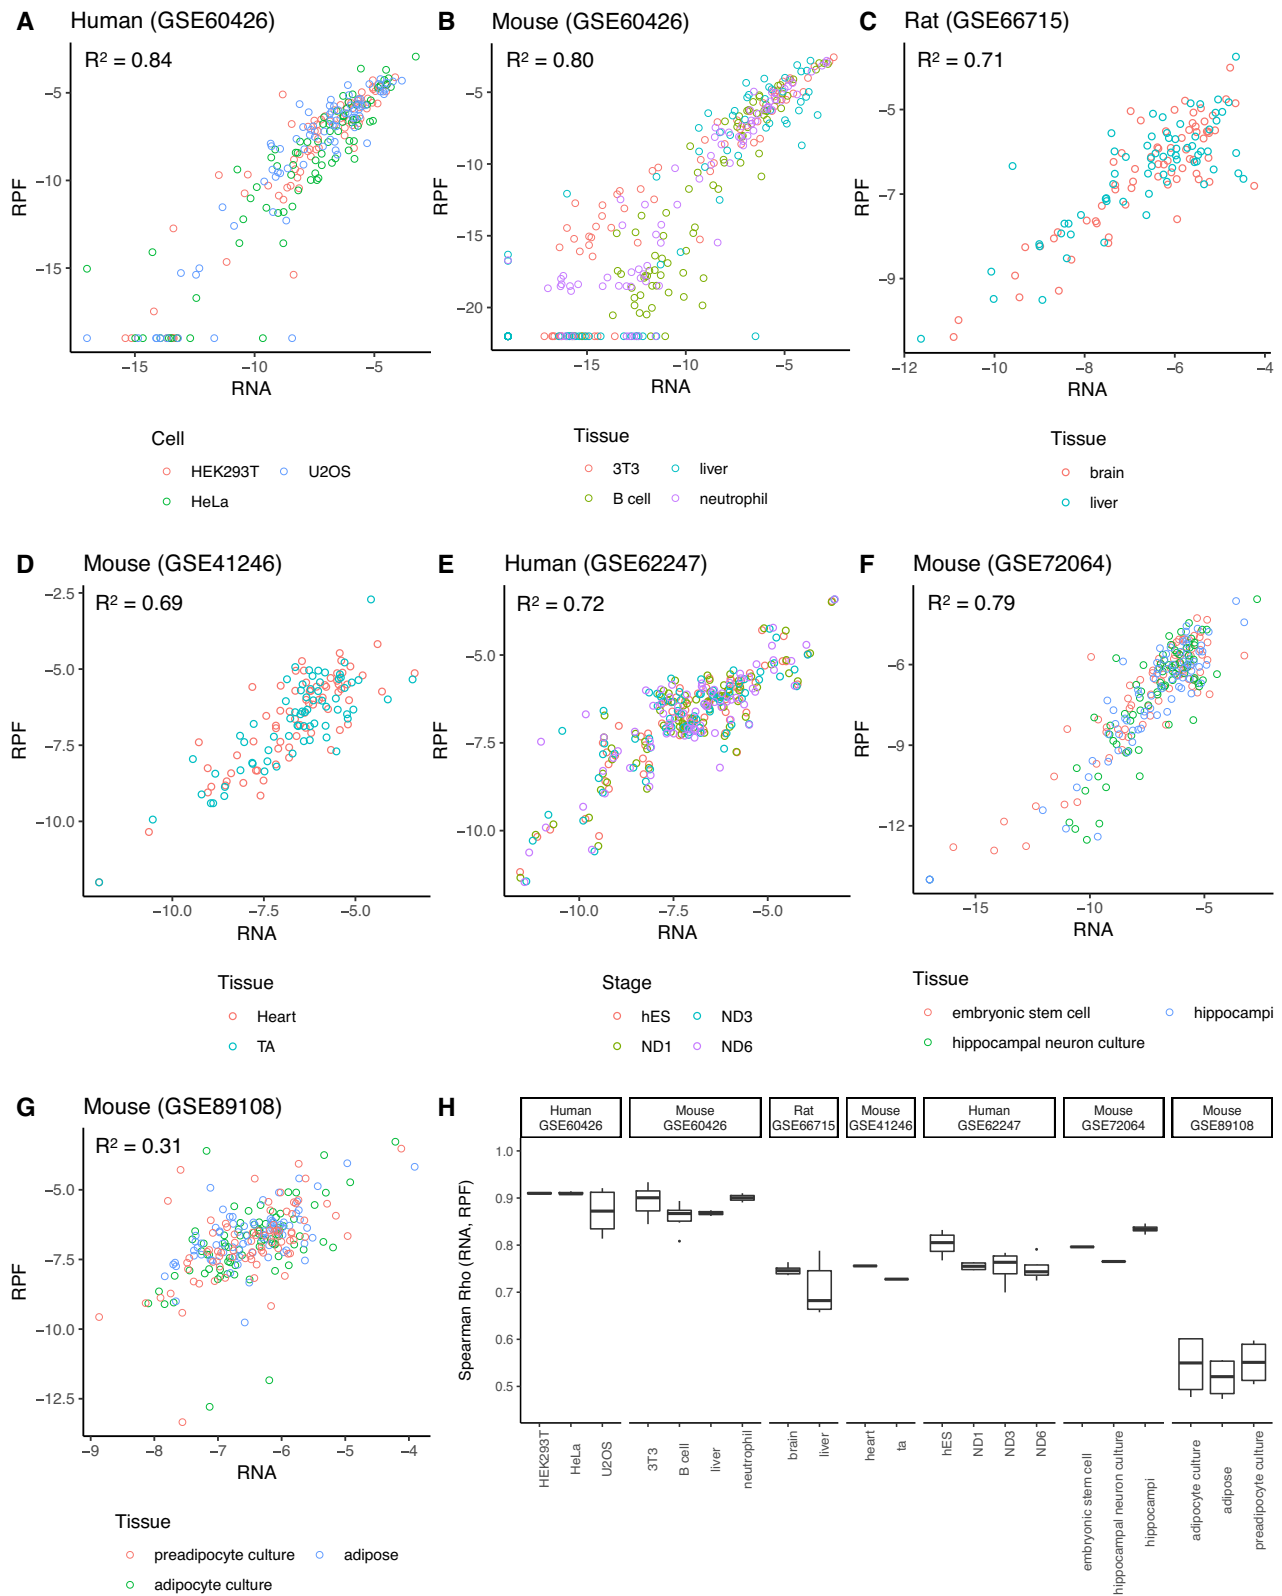 A Human (GSE60426)
R² = 0.84
−5
−10
−15
RPF
−15 −10 −5
RNA
Cell
HEK293T U2OS
HeLa
B Mouse (GSE60426)
R² = 0.80
−5
−10
−15
−20
RPF
−15 −10 −5
RNA
Tissue
3T3 liver
B cell neutrophil
C Rat (GSE66715)
R² = 0.71
−5
−7
−9
RPF
−12 −10 −8 −6 −4
RNA
Tissue
brain
liver
D Mouse (GSE41246)
R² = 0.69
−2.5
−5.0
−7.5
−10.0
RPF
−10.0 −7.5 −5.0
RNA
Tissue
Heart
TA
E Human (GSE62247)
R² = 0.72
−5.0
−7.5
−10.0
RPF
−10.0 −7.5 −5.0
RNA
Stage
hES ND3
ND1 ND6
F Mouse (GSE72064)
R² = 0.79
−6
−9
−12
RPF
−15 −10 −5
RNA
Tissue
embryonic stem cell hippocampi
hippocampal neuron culture
G Mouse (GSE89108)
R² = 0.31
−5.0
−7.5
−10.0
−12.5
RPF
−9 −8 −7 −6 −5 −4
RNA
Tissue
preadipocyte culture adipose
adipocyte culture
H
Human GSE60426
Mouse GSE60426
Rat GSE66715
Mouse GSE41246
Human GSE62247
Mouse GSE72064
Mouse GSE89108
1.0
0.9
0.8
0.7
0.6
0.5
Spearman Rho (RNA, RPF)
HEK293T
HeLa
U2OS
3T3
B cell
liver
neutrophil
brain
liver
heart
ta
hES
ND1
ND3
ND6
embryonic stem cell
hippocampal neuron culture
hippocampi
adipocyte culture
adipose
preadipocyte culture